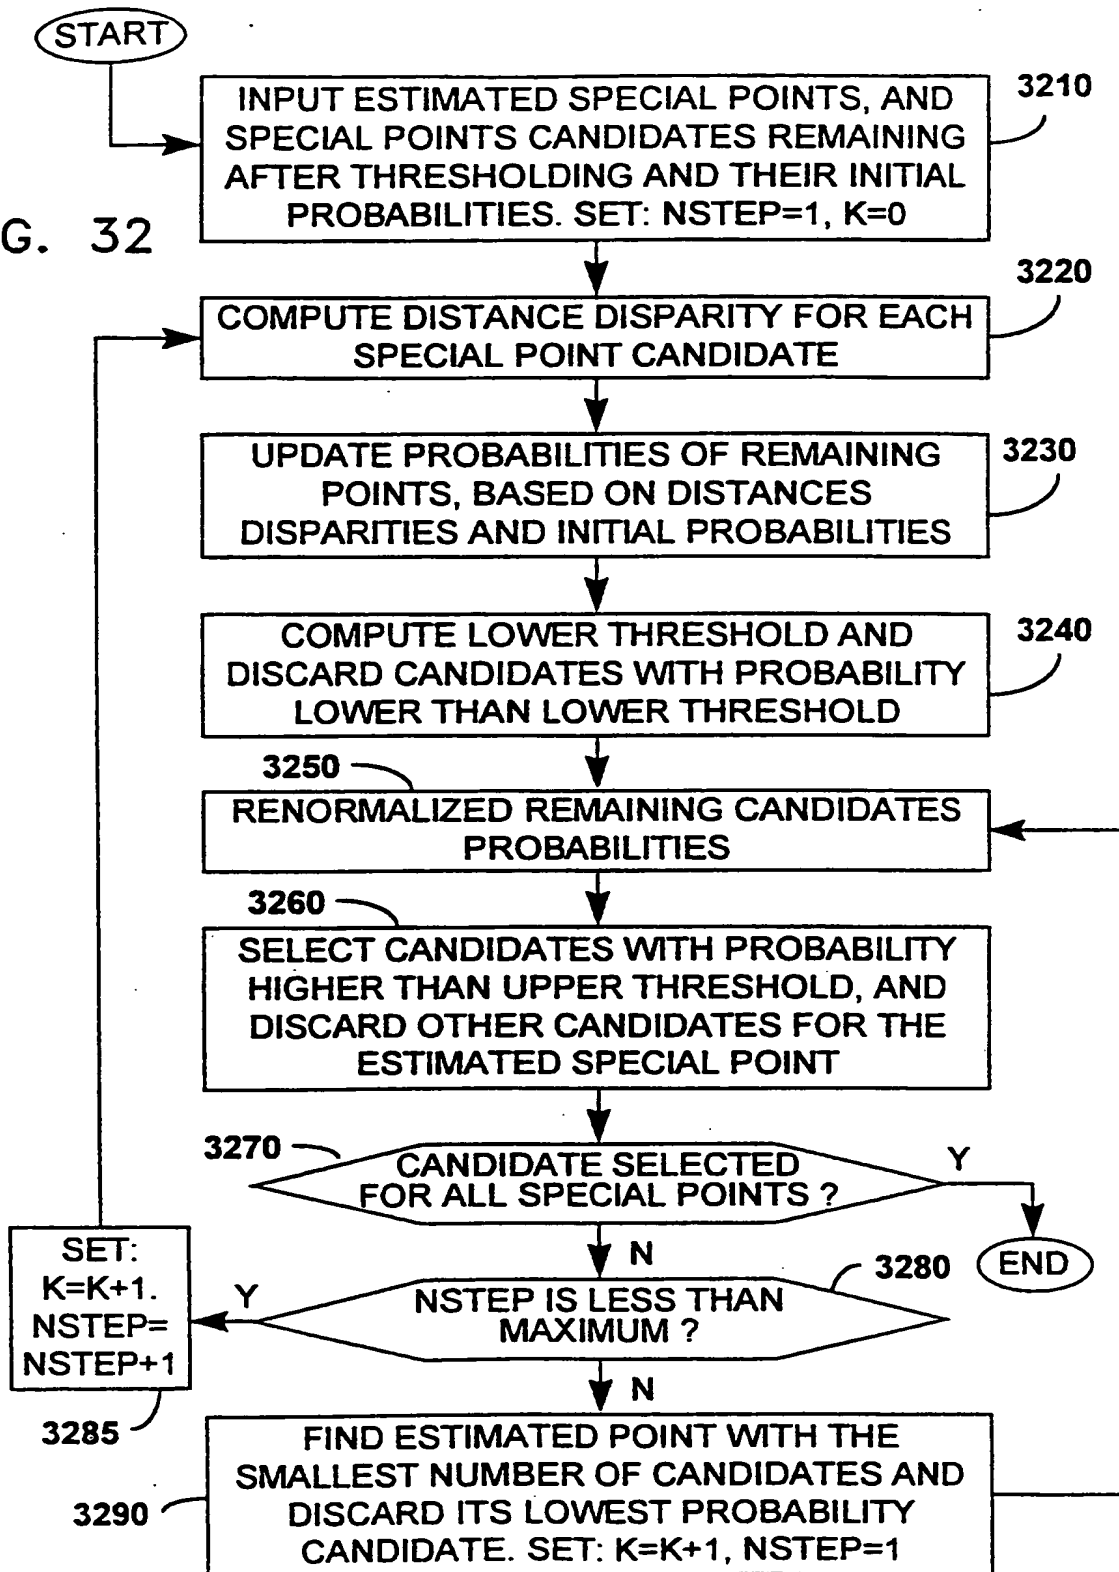 START
INPUT ESTIMATED SPECIAL POINTS, AND
SPECIAL POINTS CANDIDATES REMAINING
AFTER THRESHOLDING AND THEIR INITIAL
PROBABILITIES. SET: NSTEP=1, K=0
3210
G. 32
3220
COMPUTE DISTANCE DISPARITY FOR EACH
SPECIAL POINT CANDIDATE
UPDATE PROBABILITIES OF REMAINING
POINTS, BASED ON DISTANCES
DISPARITIES AND INITIAL PROBABILITIES
3230
COMPUTE LOWER THRESHOLD AND
DISCARD CANDIDATES WITH PROBABILITY
LOWER THAN LOWER THRESHOLD
3240
3250
RENORMALIZED REMAINING CANDIDATES
PROBABILITIES
3260
SELECT CANDIDATES WITH PROBABILITY
HIGHER THAN UPPER THRESHOLD, AND
DISCARD OTHER CANDIDATES FOR THE
ESTIMATED SPECIAL POINT
3270
CANDIDATE SELECTED
FOR ALL SPECIAL POINTS ?
Y
END
N
3280
NSTEP IS LESS THAN
MAXIMUM ?
Y
SET:
K=K+1.
NSTEP=
NSTEP+1
3285
N
FIND ESTIMATED POINT WITH THE
SMALLEST NUMBER OF CANDIDATES AND
DISCARD ITS LOWEST PROBABILITY
CANDIDATE. SET: K=K+1, NSTEP=1
3290